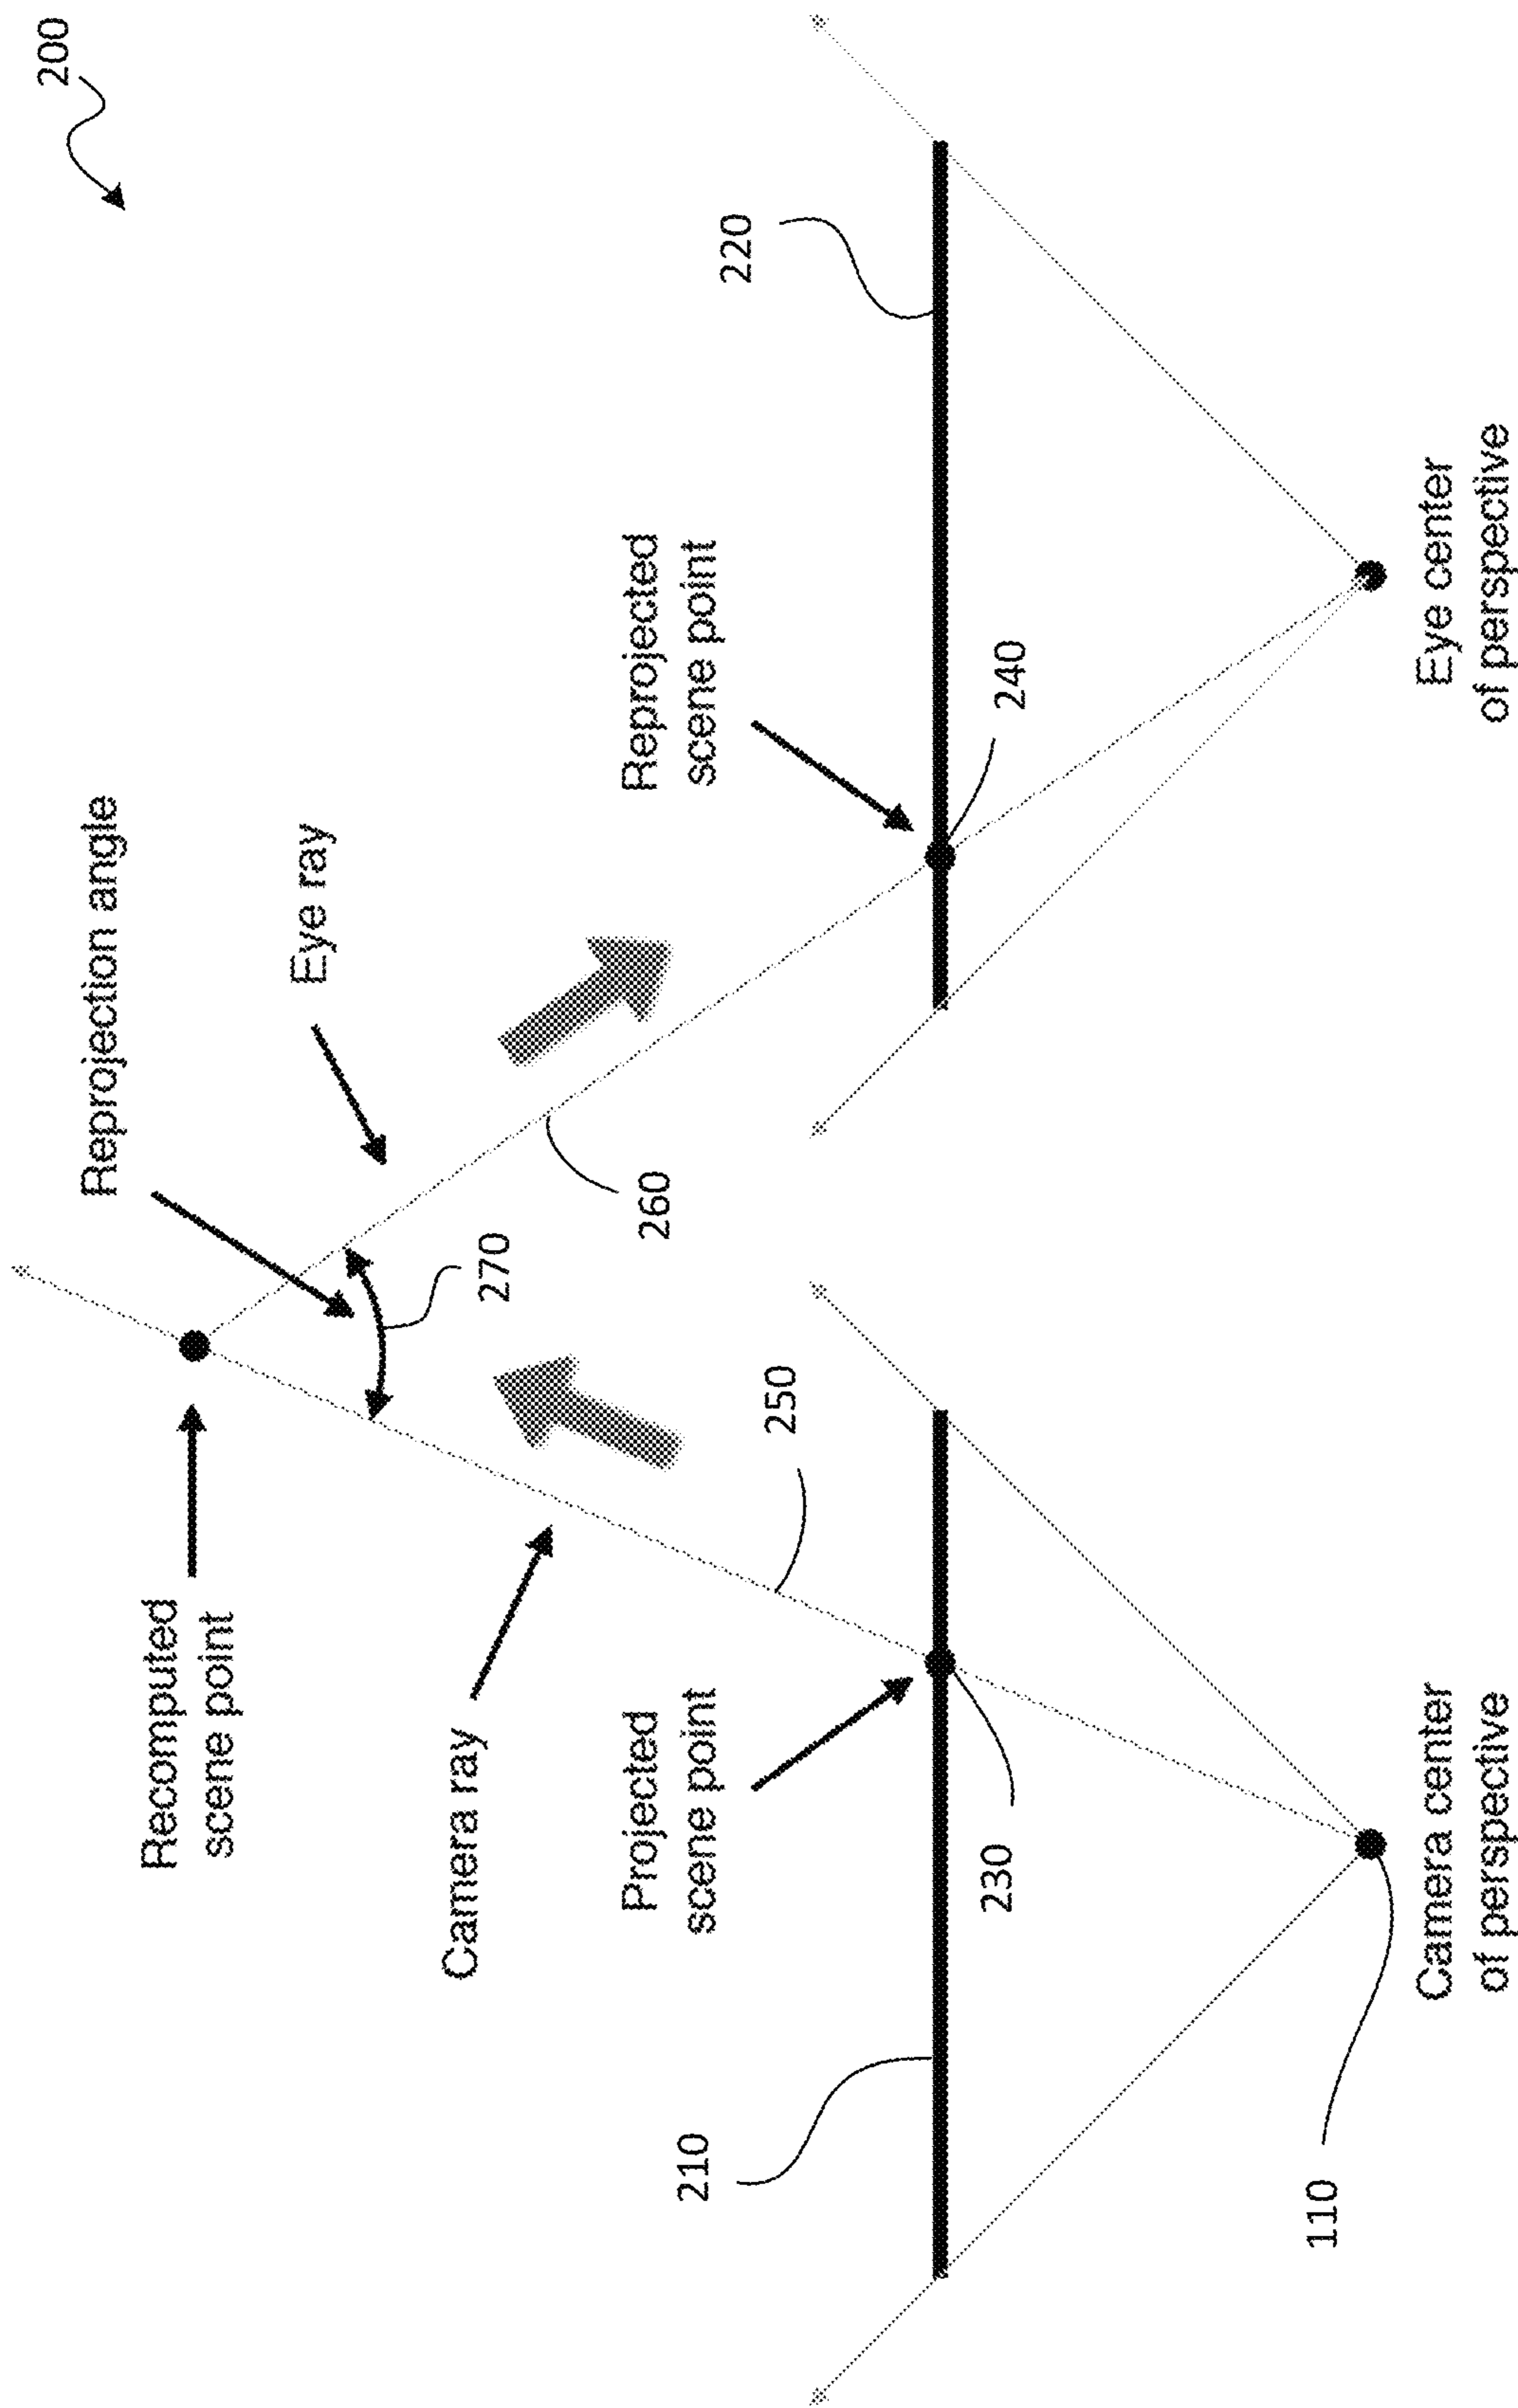 200
Reprojection angle
Recomputed
scene point
Eye ray
Camera ray
270
260
250
Projected
scene point
Reprojected
scene point
210
220
230
240
110
Camera center
of perspective
Eye center
of perspective